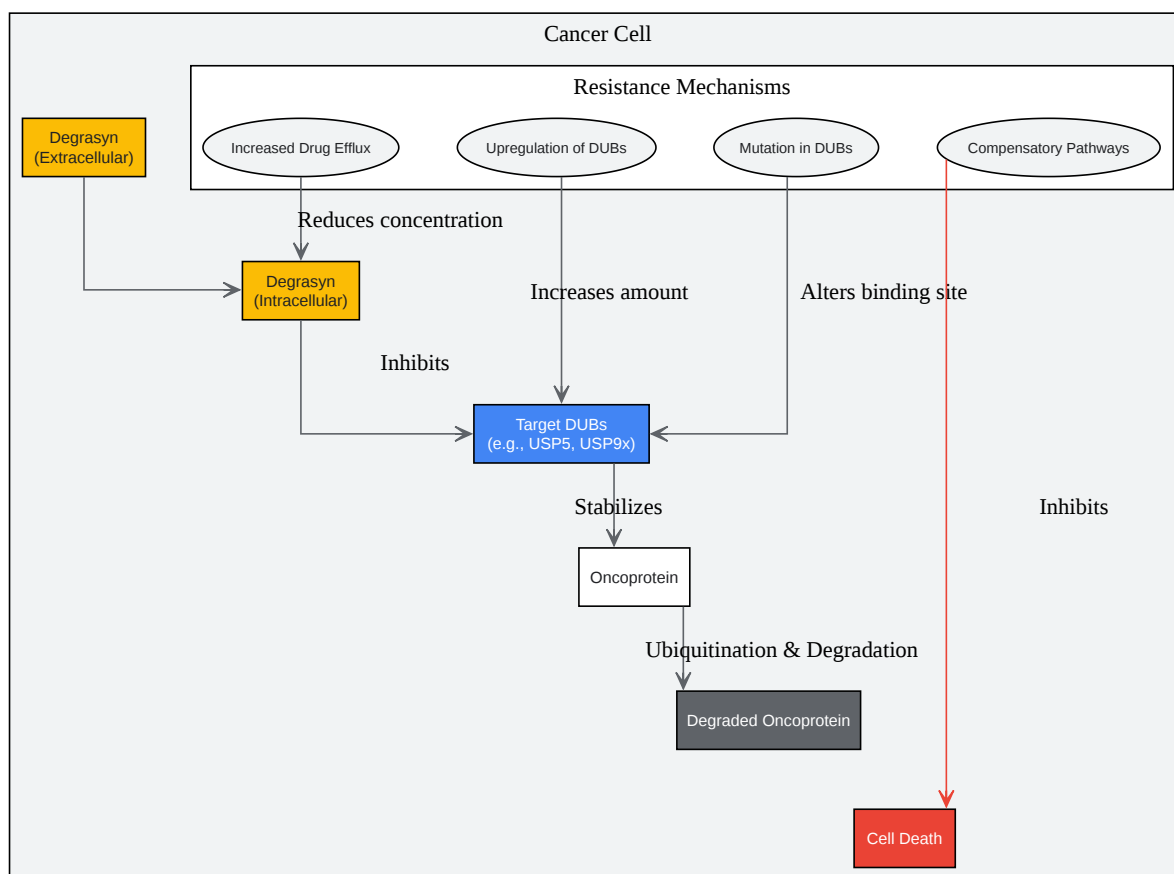 Cancer Cell
Resistance Mechanisms
Degrasyn
(Extracellular)
Increased Drug Efflux
Upregulation of DUBs
Mutation in DUBs
Compensatory Pathways
Reduces concentration
Degrasyn
(Intracellular)
Increases amount
Alters binding site
Inhibits
Target DUBs
(e.g., USP5, USP9x)
Stabilizes
Inhibits
Oncoprotein
Ubiquitination & Degradation
Degraded Oncoprotein
Cell Death